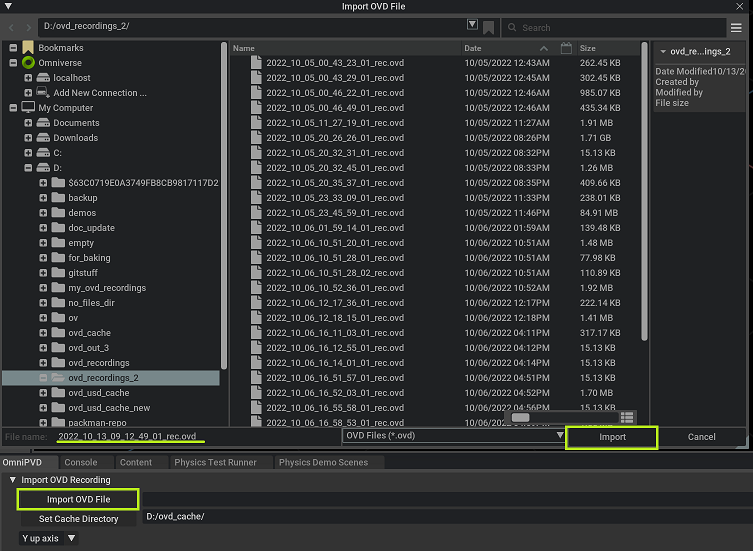 Import OVD File
D:/ovd_recordings_2/
Search
Bookmarks
Omniverse
localhost
Add New Connection ...
My Computer
Documents
Downloads
C:
D:
$63C0719E0A3749FB8CB9817117D2
backup
demos
doc_update
empty
for_baking
gitstuff
my_ovd_recordings
no_files_dir
ov
ovd_cache
ovd_out_3
ovd_recordings
ovd_recordings_2
ovd_usd_cache
ovd_usd_cache_new
packman-repo
Name Date Size
2022_10_05_00_43_23_01_rec.ovd 10/05/2022 12:43AM 262.45 KB
2022_10_05_00_43_29_01_rec.ovd 10/05/2022 12:45AM 302.45 KB
2022_10_05_00_46_22_01_rec.ovd 10/05/2022 12:46AM 985.07 KB
2022_10_05_00_46_49_01_rec.ovd 10/05/2022 12:46AM 435.34 KB
2022_10_05_11_27_19_01_rec.ovd 10/05/2022 11:27AM 1.91 MB
2022_10_05_20_26_26_01_rec.ovd 10/05/2022 08:26PM 1.71 GB
2022_10_05_20_32_31_01_rec.ovd 10/05/2022 08:32PM 15.13 KB
2022_10_05_20_32_45_01_rec.ovd 10/05/2022 08:33PM 1.26 MB
2022_10_05_20_35_37_01_rec.ovd 10/05/2022 08:35PM 409.66 KB
2022_10_05_23_33_09_01_rec.ovd 10/05/2022 11:33PM 238.01 KB
2022_10_05_23_45_59_01_rec.ovd 10/05/2022 11:46PM 84.91 MB
2022_10_06_01_59_14_01_rec.ovd 10/06/2022 01:59AM 139.48 KB
2022_10_06_10_51_20_01_rec.ovd 10/06/2022 10:51AM 1.48 MB
2022_10_06_10_51_28_01_rec.ovd 10/06/2022 10:51AM 77.98 KB
2022_10_06_10_51_28_02_rec.ovd 10/06/2022 10:51AM 110.89 KB
2022_10_06_10_52_36_01_rec.ovd 10/06/2022 10:52AM 1.92 MB
2022_10_06_12_17_36_01_rec.ovd 10/06/2022 12:17PM 222.14 KB
2022_10_06_12_18_15_01_rec.ovd 10/06/2022 12:18PM 1.41 MB
2022_10_06_16_11_03_01_rec.ovd 10/06/2022 04:11PM 317.17 KB
2022_10_06_16_12_55_01_rec.ovd 10/06/2022 04:13PM 15.13 KB
2022_10_06_16_14_01_01_rec.ovd 10/06/2022 04:14PM 15.13 KB
2022_10_06_16_51_57_01_rec.ovd 10/06/2022 04:51PM 15.13 KB
2022_10_06_16_52_03_01_rec.ovd 10/06/2022 04:52PM 1.70 MB
2022_10_06_16_55_58_01_rec.ovd 10/06/2022 04:56PM 15.13 KB
2022_10_06_16_58_53_01_rec.ovd
ovd_re...ings_2
Date Modified10/13/2
Created by
Modified by
File size
File name: 2022_10_13_09_12_49_01_rec.ovd
OVD Files (*.ovd)
Import
Cancel
OmniPVD Console Content Physics Test Runner Physics Demo Scenes
Import OVD Recording
Import OVD File
Set Cache Directory D:/ovd_cache/
Y up axis